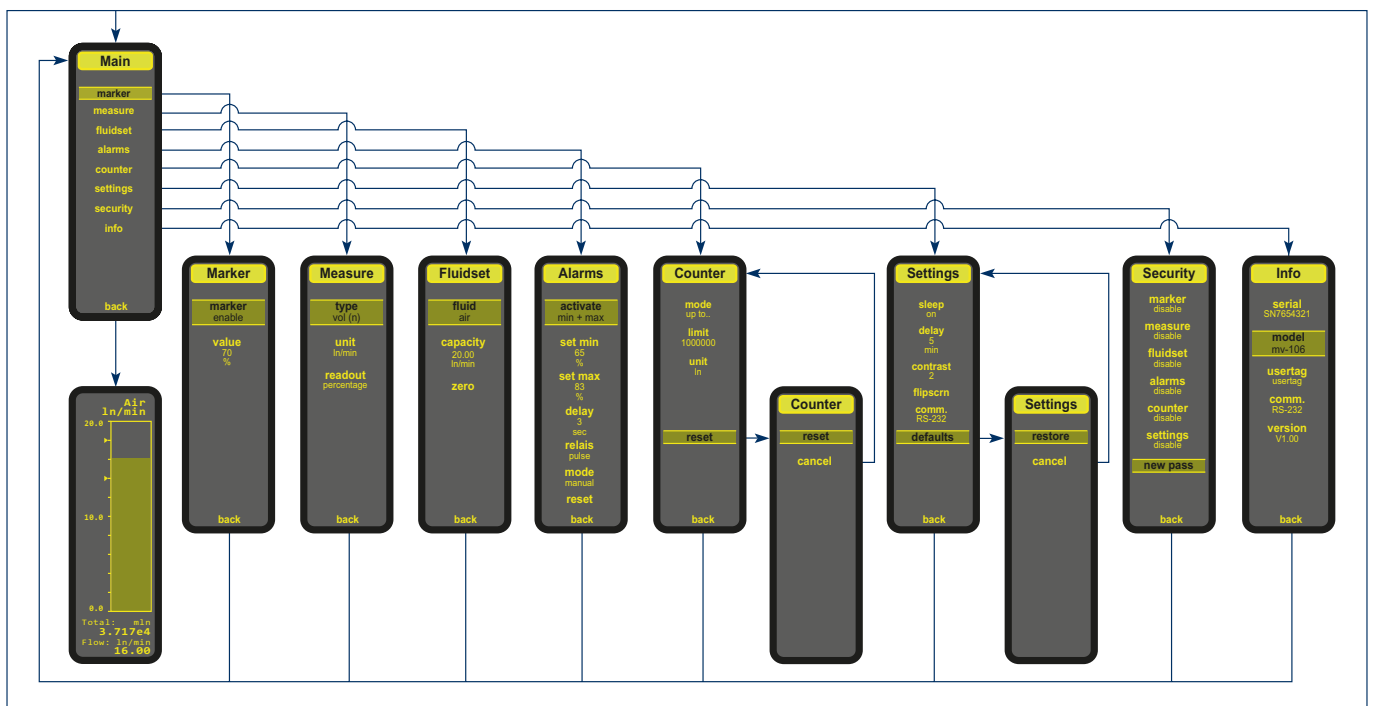 Main
marker
measure
fluidset
alarms
counter
settings
security
info
back
Air
ln/min
20.0
10.0
0.0
Total: mln
3.717e4
Flow: ln/min
16.00
Marker
marker
enable
value
70
%
back
Measure
type
vol (n)
unit
ln/min
readout
percentage
back
Fluidset
fluid
air
capacity
20.00
ln/min
zero
back
Alarms
activate
min + max
set min
65
%
set max
83
%
delay
3
sec
relais
pulse
mode
manual
reset
back
Counter
mode
up to..
limit
1000000
unit
ln
reset
back
Counter
reset
cancel
Settings
sleep
on
delay
5
min
contrast
2
flipscrn
comm.
RS-232
defaults
back
Settings
restore
cancel
Security
marker
disable
measure
disable
fluidset
disable
alarms
disable
counter
disable
settings
disable
new pass
back
Info
serial
SN7654321
model
mv-106
usertag
usertag
comm.
RS-232
version
V1.00
back